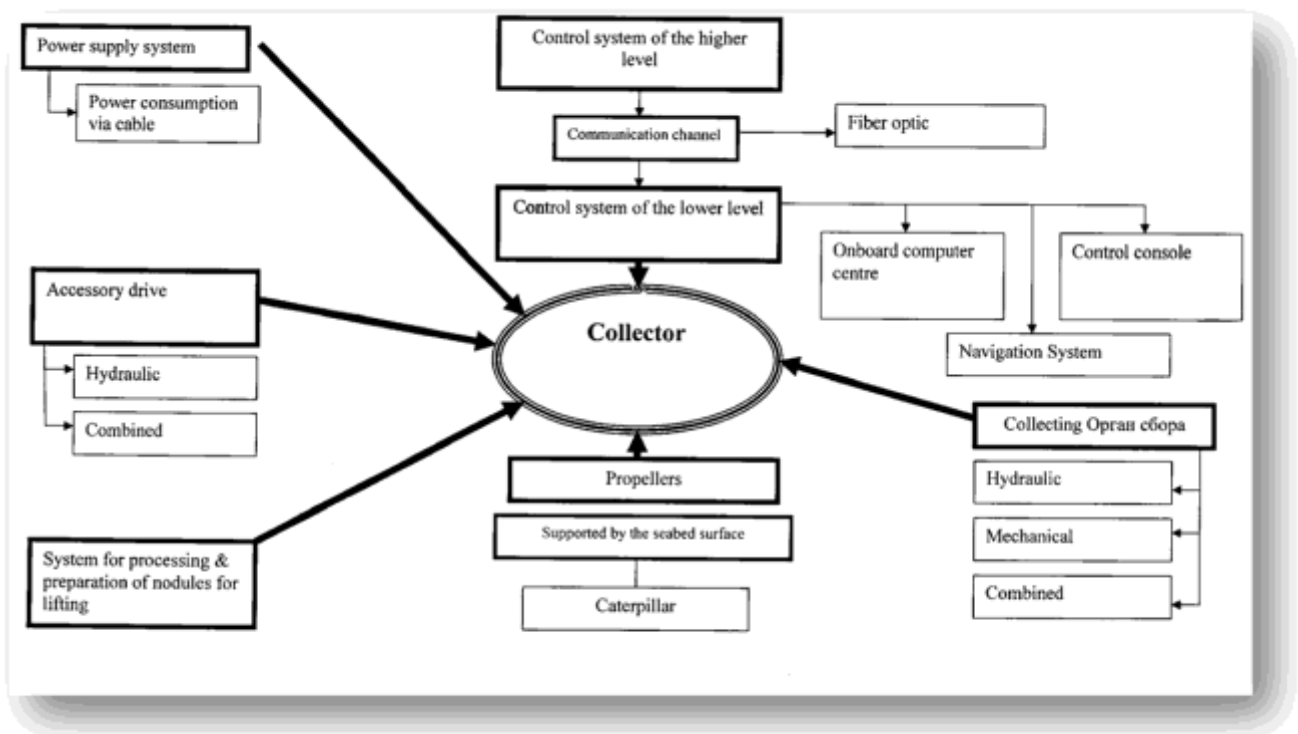 Power supply system
Power consumption
via cable
Control system of the higher
level
Communication channel
Fiber optic
Control system of the lower level
Onboard computer
centre
Control console
Navigation System
Accessory drive
Hydraulic
Combined
Collector
Collecting Орган сбора
Hydraulic
Mechanical
Combined
Propellers
Supported by the seabed surface
Caterpillar
System for processing &
preparation of nodules for
lifting